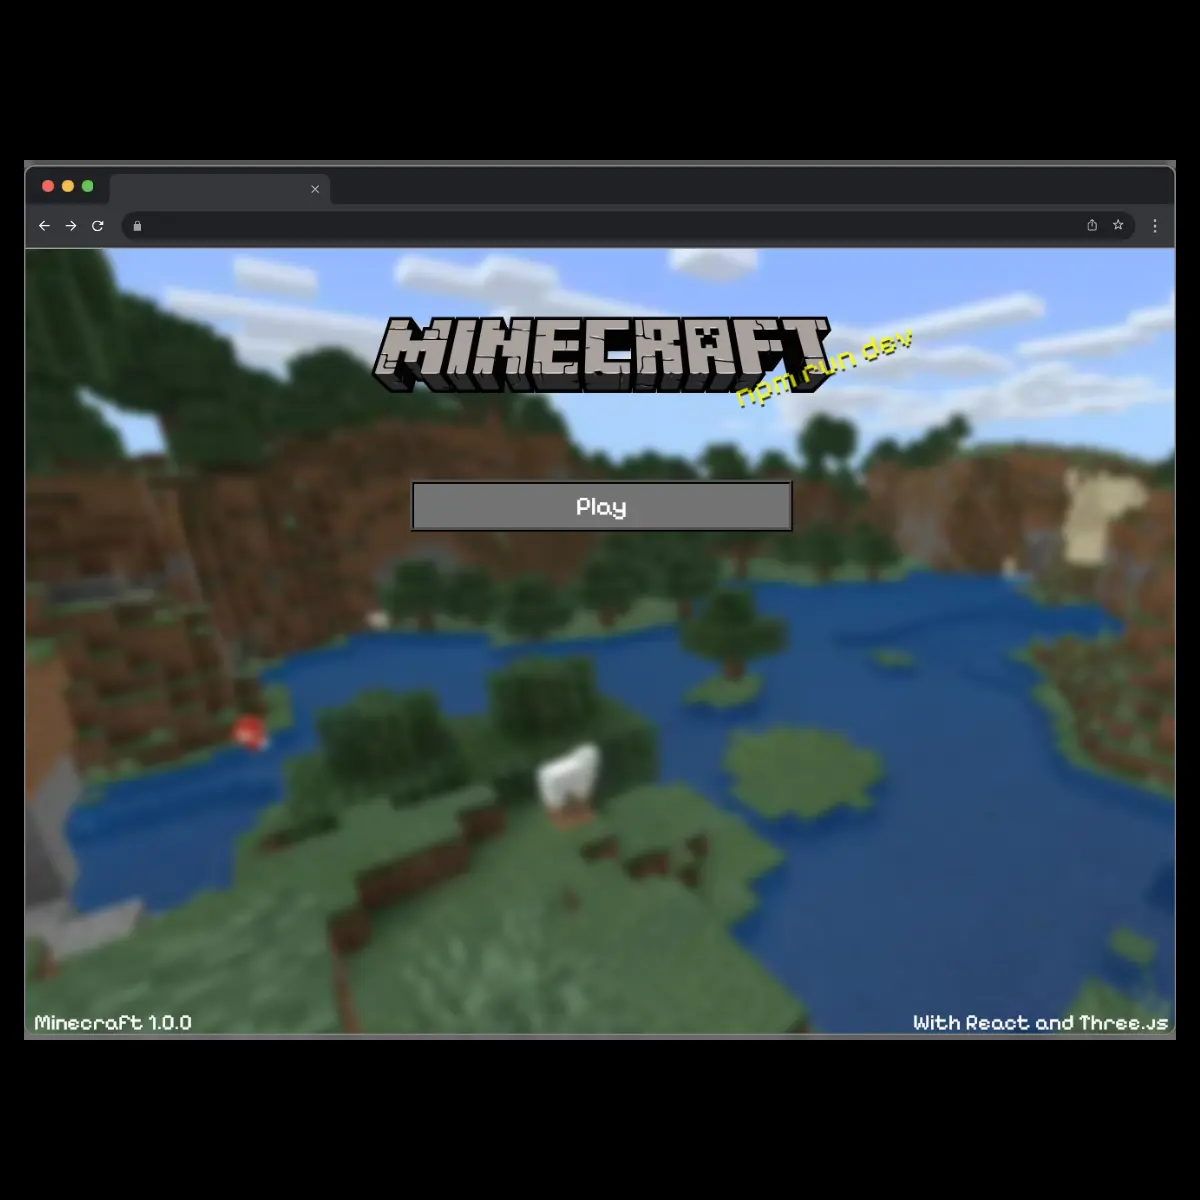 MINECRAFT
npm run dev
Play
Minecraft 1.0.0
With React and Three.js